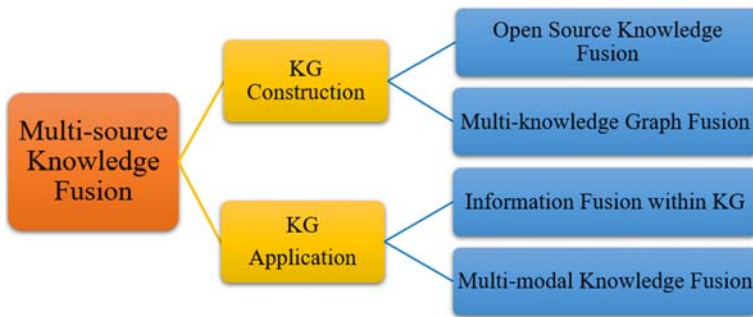 Multi-source
Knowledge
Fusion
KG
Construction
Open Source Knowledge
Fusion
Multi-knowledge Graph Fusion
KG
Application
Information Fusion within KG
Multi-modal Knowledge Fusion